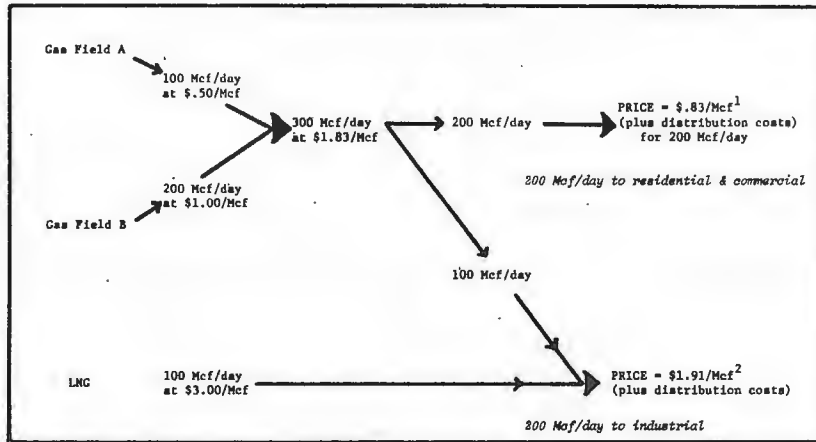 Gas Field A
100 Mcf/day
at $.50/Mcf
300 Mcf/day
at $1.83/Mcf
200 Mcf/day
PRICE = $.83/Mcf1
(plus distribution costs)
for 200 Mcf/day
200 Mcf/day
at $1.00/Mcf
200 Mcf/day to residential & commercial
Gas Field B
100 Mcf/day
LNG
100 Mcf/day
at $3.00/Mcf
PRICE = $1.91/Mcf2
(plus distribution costs)
200 Mcf/day to industrial